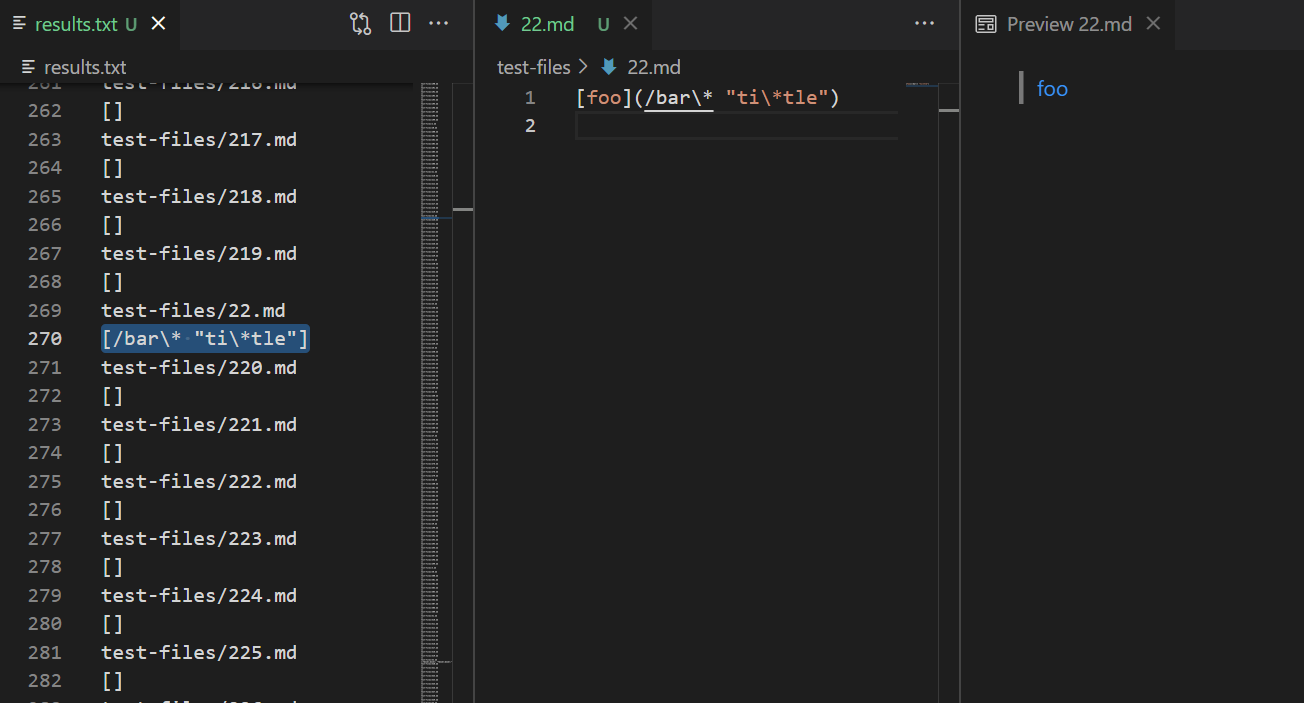 results.txt U
results.txt
261 test-files/216.md
262 []
263 test-files/217.md
264 []
265 test-files/218.md
266 []
267 test-files/219.md
268 []
269 test-files/22.md
270 [/bar\* "ti\*tle"]
271 test-files/220.md
272 []
273 test-files/221.md
274 []
275 test-files/222.md
276 []
277 test-files/223.md
278 []
279 test-files/224.md
280 []
281 test-files/225.md
282 []
22.md U
test-files > 22.md
1 [foo](/bar\* "ti\*tle")
2
Preview 22.md
foo